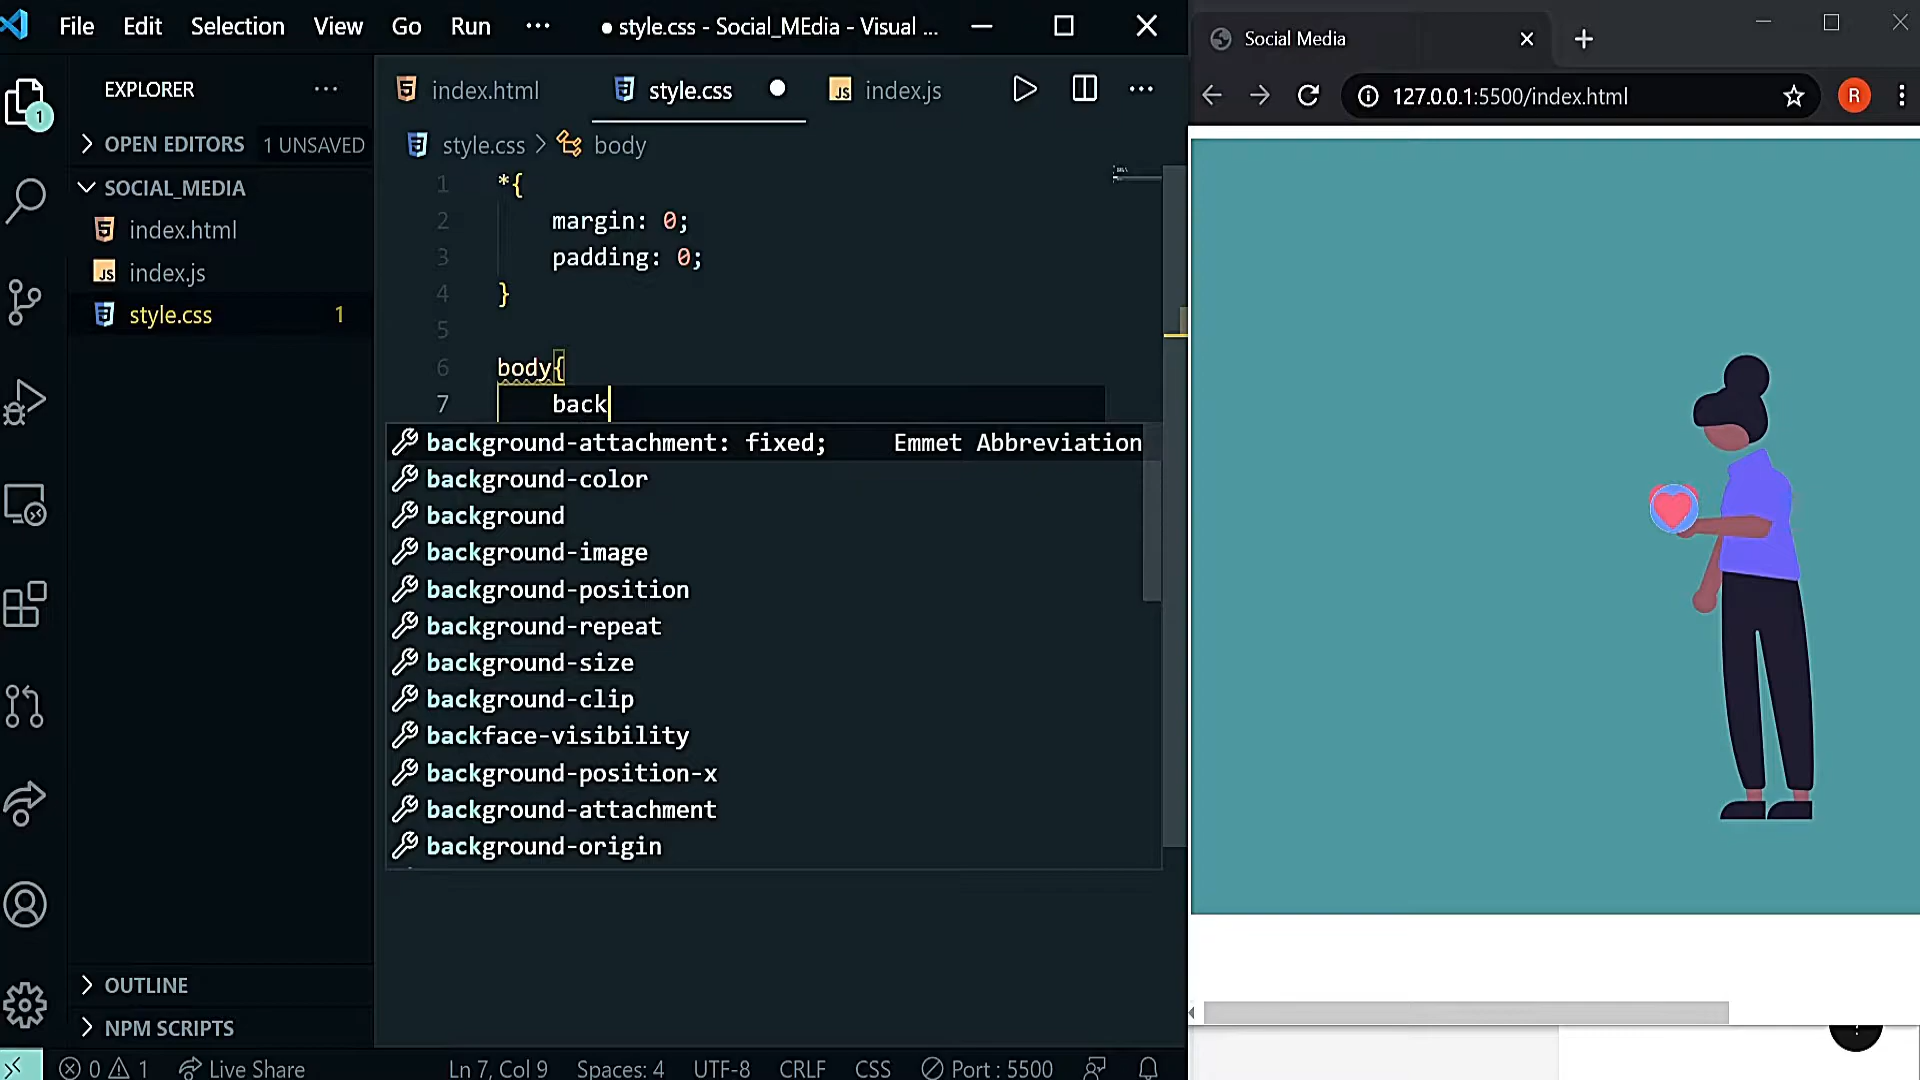 File Edit Selection View Go Run ··· ● style.css - Social_MEdia - Visual ...
Social Media
127.0.0.1:5500/index.html
R
EXPLORER ···
1
OPEN EDITORS 1 UNSAVED
SOCIAL_MEDIA
index.html
index.js
style.css 1
index.html style.css index.js
style.css > body
1 *{
2 margin: 0;
3 padding: 0;
4 }
5
6 body{
7 back
background-attachment: fixed; Emmet Abbreviation
background-color
background
background-image
background-position
background-repeat
background-size
background-clip
backface-visibility
background-position-x
background-attachment
background-origin
OUTLINE
NPM SCRIPTS
0 1 Live Share Ln 7, Col 9 Spaces: 4 UTF-8 CRLF CSS Port : 5500